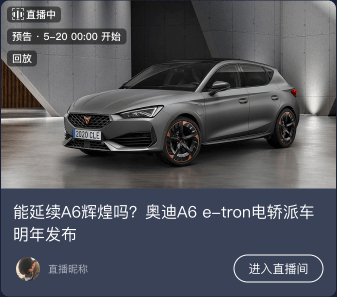 直播中
预告 · 5-20 00:00 开始
回放
2020 CLE
能延续A6辉煌吗？奥迪A6 e-tron电轿派车
明年发布
直播昵称
进入直播间